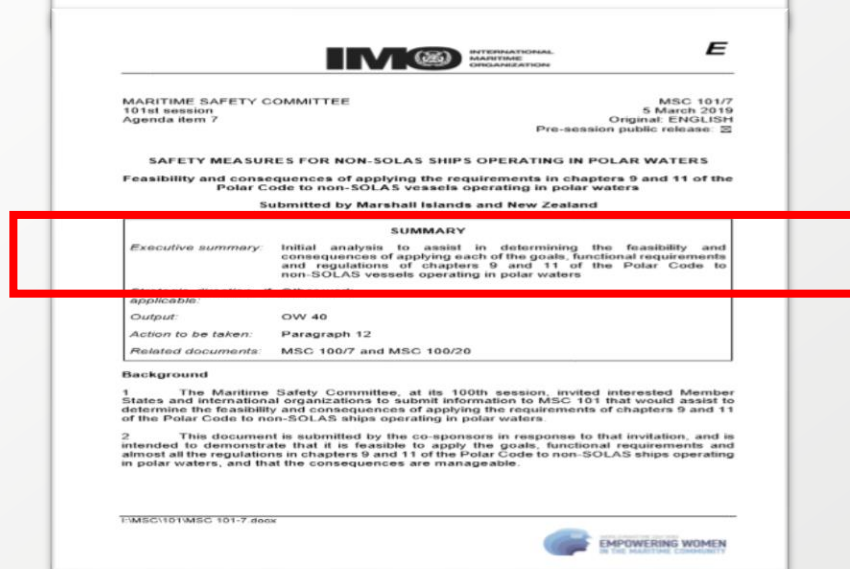 IMO INTERNATIONAL
MARITIME
ORGANIZATION
E
MARITIME SAFETY COMMITTEE
101st session
Agenda item 7
MSC 101/7
5 March 2019
Original: ENGLISH
Pre-session public release: ☒
SAFETY MEASURES FOR NON-SOLAS SHIPS OPERATING IN POLAR WATERS
Feasibility and consequences of applying the requirements in chapters 9 and 11 of the
Polar Code to non-SOLAS vessels operating in polar waters
Submitted by Marshall Islands and New Zealand
SUMMARY
Executive summary: Initial analysis to assist in determining the feasibility and
consequences of applying each of the goals, functional requirements
and regulations of chapters 9 and 11 of the Polar Code to
non-SOLAS vessels operating in polar waters
applicable:
Output: OW 40
Action to be taken: Paragraph 12
Related documents: MSC 100/7 and MSC 100/20
Background
1 The Maritime Safety Committee, at its 100th session, invited interested Member
States and international organizations to submit information to MSC 101 that would assist to
determine the feasibility and consequences of applying the requirements of chapters 9 and 11
of the Polar Code to non-SOLAS ships operating in polar waters.
2 This document is submitted by the co-sponsors in response to that invitation, and is
intended to demonstrate that it is feasible to apply the goals, functional requirements and
almost all the regulations in chapters 9 and 11 of the Polar Code to non-SOLAS ships operating
in polar waters, and that the consequences are manageable.
I:\MSC\101\MSC 101-7.docx
EMPOWERING WOMEN
IN THE MARITIME COMMUNITY